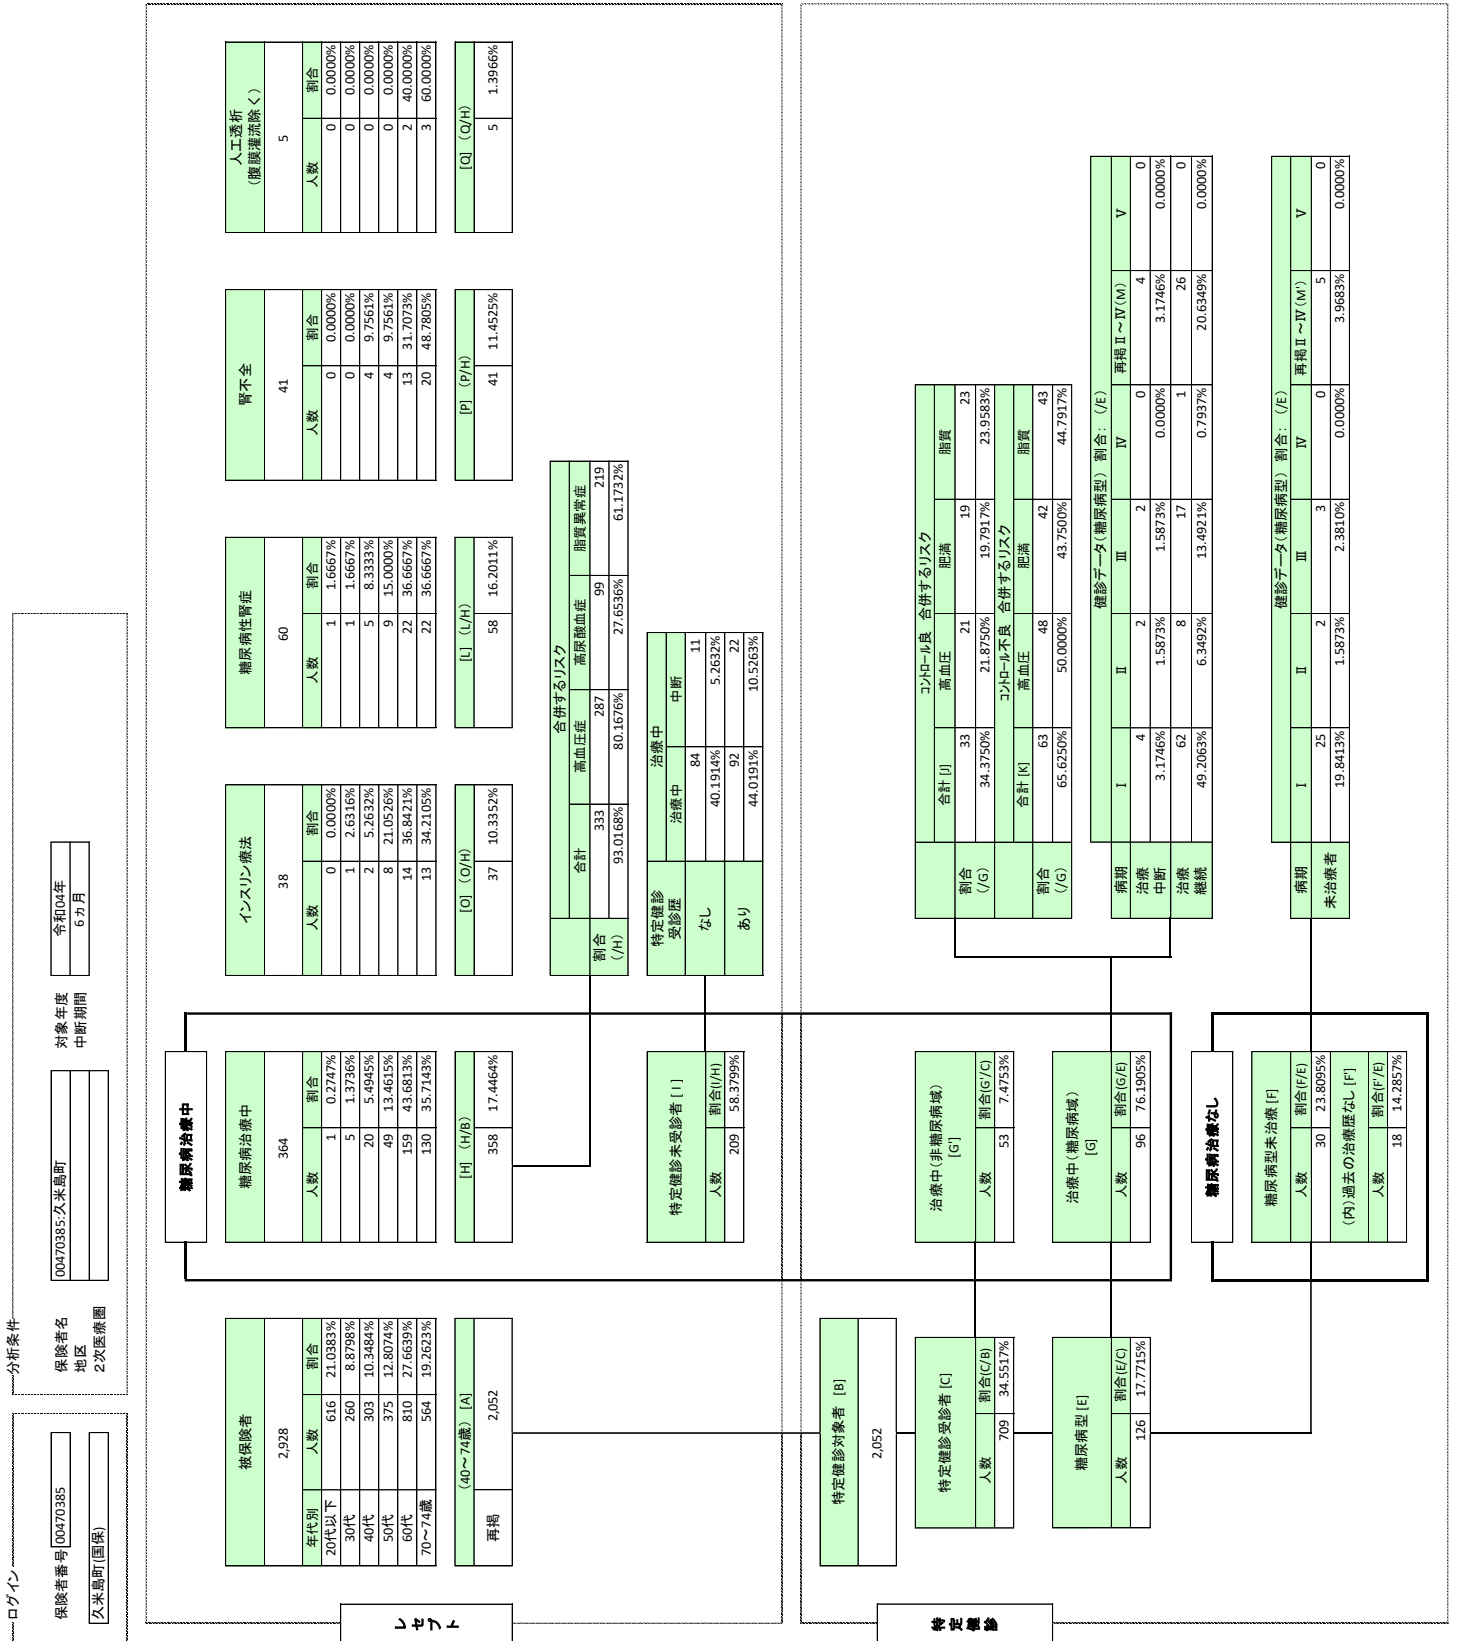 ログイン
保険者番号 00470385
久米島町(国保)
分析条件
保険者名 00470385:久米島町
地区
2次医療圏
対象年度 令和04年
中断期間 6ヵ月
レセプト
被保険者
2,928
年代別 人数 割合
20代以下 616 21.0383%
30代 260 8.8798%
40代 303 10.3484%
50代 375 12.8074%
60代 810 27.6639%
70～74歳 564 19.2623%
(40～74歳) [A]
再掲 2,052
糖尿病治療中
糖尿病治療中
364
人数 割合
1 0.2747%
5 1.3736%
20 5.4945%
49 13.4615%
159 43.6813%
130 35.7143%
[H] (H/B)
358 17.4464%
インスリン療法
38
人数 割合
0 0.0000%
1 2.6316%
2 5.2632%
8 21.0526%
14 36.8421%
13 34.2105%
[O] (O/H)
37 10.3352%
糖尿病性腎症
60
人数 割合
1 1.6667%
1 1.6667%
5 8.3333%
9 15.0000%
22 36.6667%
22 36.6667%
[L] (L/H)
58 16.2011%
腎不全
41
人数 割合
0 0.0000%
0 0.0000%
4 9.7561%
4 9.7561%
13 31.7073%
20 48.7805%
[P] (P/H)
41 11.4525%
人工透析
(腹膜灌流除く)
5
人数 割合
0 0.0000%
0 0.0000%
0 0.0000%
0 0.0000%
2 40.0000%
3 60.0000%
[Q] (Q/H)
5 1.3966%
合併するリスク
合計 高血圧症 高尿酸血症 脂質異常症
割合 333 287 99 219
(/H) 93.0168% 80.1676% 27.6536% 61.1732%
特定健診未受診者 [I]
人数 割合(I/H)
209 58.3799%
特定健診
受診歴
治療中
治療中 中断
なし 84 11
40.1914% 5.2632%
あり 92 22
44.0191% 10.5263%
特定健診
特定健診対象者 [B]
2,052
特定健診受診者 [C]
人数 割合(C/B)
709 34.5517%
糖尿病型 [E]
人数 割合(E/C)
126 17.7715%
治療中(非糖尿病域)
[G']
人数 割合(G'/C)
53 7.4753%
治療中(糖尿病域)
[G]
人数 割合(G/E)
96 76.1905%
コントロール良 合併するリスク
合計 [J] 高血圧 肥満 脂質
割合 33 21 19 23
(/G) 34.3750% 21.8750% 19.7917% 23.9583%
コントロール不良 合併するリスク
合計 [K] 高血圧 肥満 脂質
割合 63 48 42 43
(/G) 65.6250% 50.0000% 43.7500% 44.7917%
健診データ(糖尿病型) 割合: (/E)
病期 Ⅰ Ⅱ Ⅲ Ⅳ 再掲Ⅱ～Ⅳ(M) Ⅴ
治療 4 2 2 0 4 0
中断 3.1746% 1.5873% 1.5873% 0.0000% 3.1746% 0.0000%
治療 62 8 17 1 26 0
継続 49.2063% 6.3492% 13.4921% 0.7937% 20.6349% 0.0000%
糖尿病治療なし
糖尿病型未治療 [F]
人数 割合(F/E)
30 23.8095%
(内)過去の治療歴なし [F']
人数 割合(F'/E)
18 14.2857%
健診データ(糖尿病型) 割合: (/E)
病期 Ⅰ Ⅱ Ⅲ Ⅳ 再掲Ⅱ～Ⅳ(M') Ⅴ
未治療者 25 2 3 0 5 0
19.8413% 1.5873% 2.3810% 0.0000% 3.9683% 0.0000%